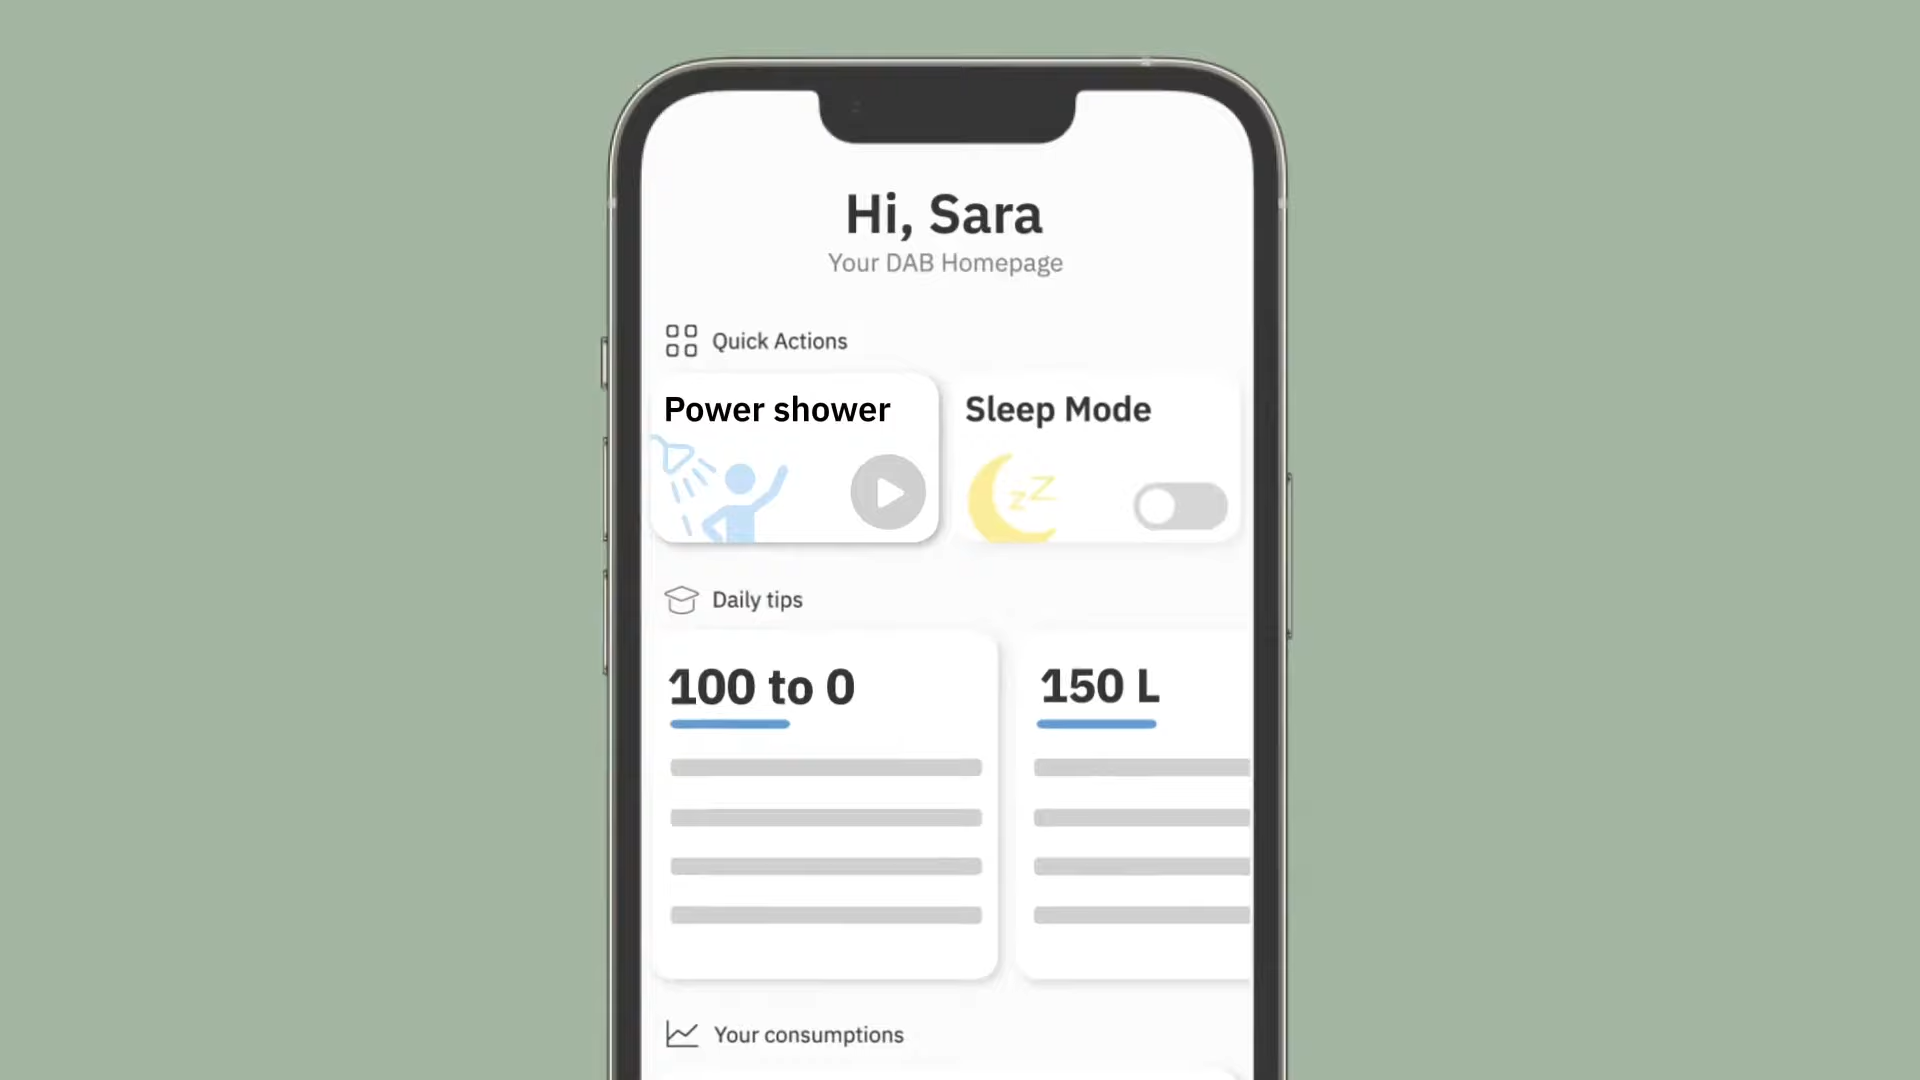 Hi, Sara
Your DAB Homepage
Quick Actions
Power shower
Sleep Mode
zZ
Daily tips
100 to 0
150 L
Your consumptions